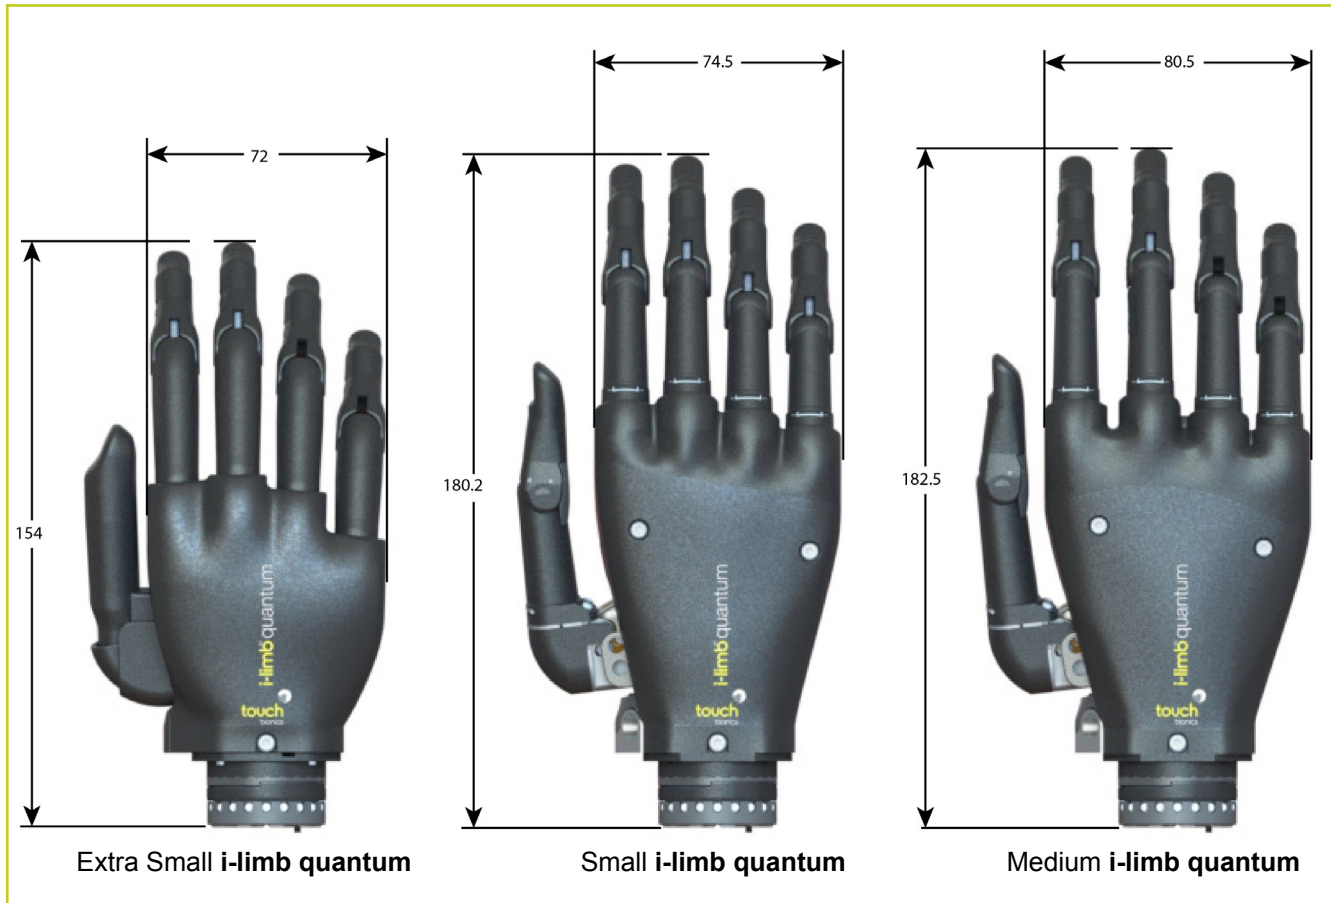 72
154
i-limb quantum
touch
bionics
Extra Small i-limb quantum
74.5
180.2
i-limb quantum
touch
bionics
Small i-limb quantum
80.5
182.5
i-limb quantum
touch
bionics
Medium i-limb quantum